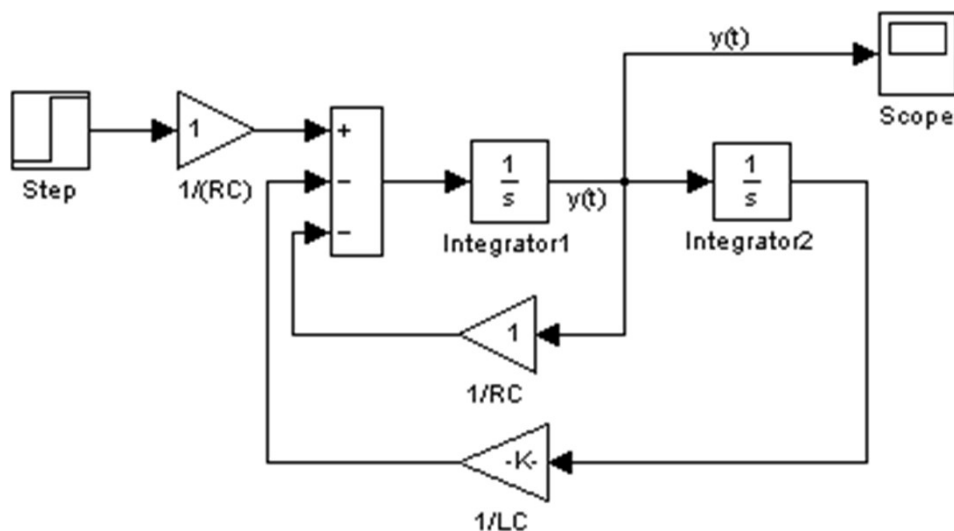 y(t)
Scope
1
+
Step
1/(RC)
−
−
1
s
y(t)
Integrator1
1
s
Integrator2
1
1/RC
-K-
1/LC